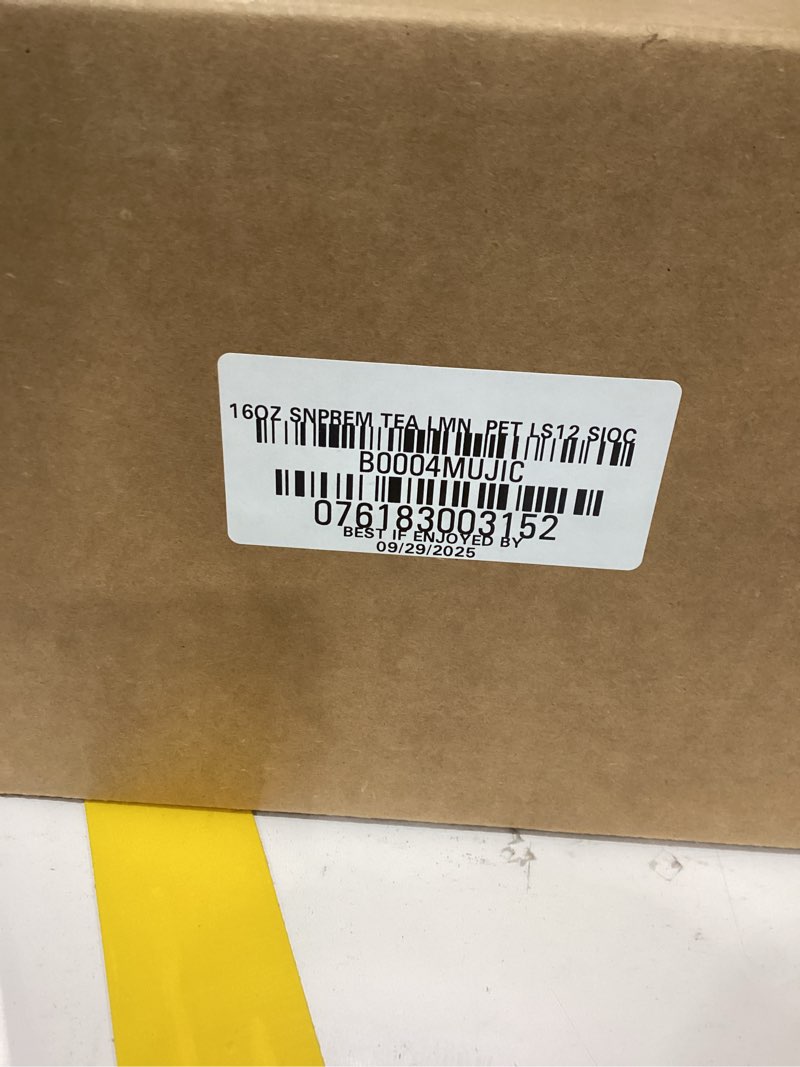 16OZ SNPREM TEA LMN PET LS12 SIOC
B0004MUJIC
076183003152
BEST IF ENJOYED BY
09/29/2025